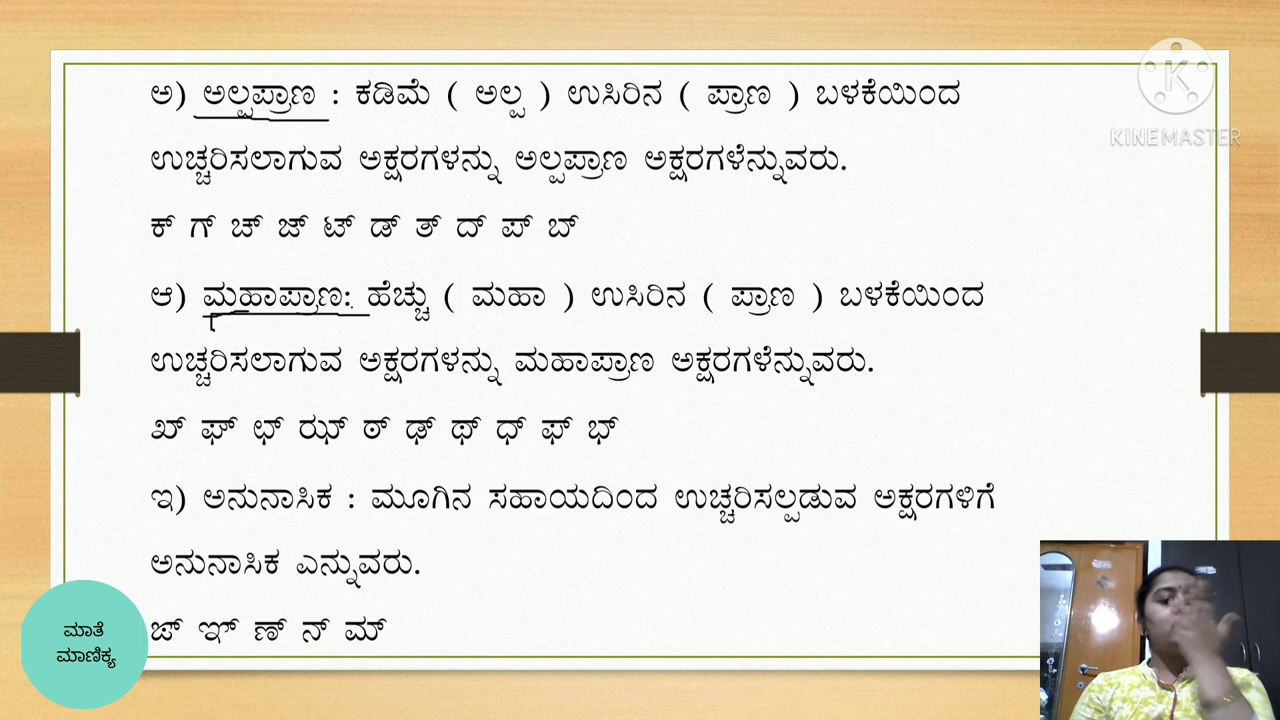 ಅ) ಅಲ್ಪಪ್ರಾಣ : ಕಡಿಮೆ ( ಅಲ್ಪ ) ಉಸಿರಿನ ( ಪ್ರಾಣ ) ಬಳಕೆಯಿಂದ
ಉಚ್ಚರಿಸಲಾಗುವ ಅಕ್ಷರಗಳನ್ನು ಅಲ್ಪಪ್ರಾಣ ಅಕ್ಷರಗಳೆನ್ನುವರು.
ಕ್ ಗ್ ಚ್ ಜ್ ಟ್ ಡ್ ತ್ ದ್ ಪ್ ಬ್
ಆ) ಮಹಾಪ್ರಾಣ: ಹೆಚ್ಚು ( ಮಹಾ ) ಉಸಿರಿನ ( ಪ್ರಾಣ ) ಬಳಕೆಯಿಂದ
ಉಚ್ಚರಿಸಲಾಗುವ ಅಕ್ಷರಗಳನ್ನು ಮಹಾಪ್ರಾಣ ಅಕ್ಷರಗಳೆನ್ನುವರು.
ಖ್ ಘ್ ಛ್ ಝ್ ಠ್ ಢ್ ಥ್ ಧ್ ಫ್ ಭ್
ಇ) ಅನುನಾಸಿಕ : ಮೂಗಿನ ಸಹಾಯದಿಂದ ಉಚ್ಚರಿಸಲ್ಪಡುವ ಅಕ್ಷರಗಳಿಗೆ
ಅನುನಾಸಿಕ ಎನ್ನುವರು.
ಙ್ ಞ್ ಣ್ ನ್ ಮ್
ಮಾತೆ
ಮಾಣಿಕ್ಯ
K
KINEMASTER